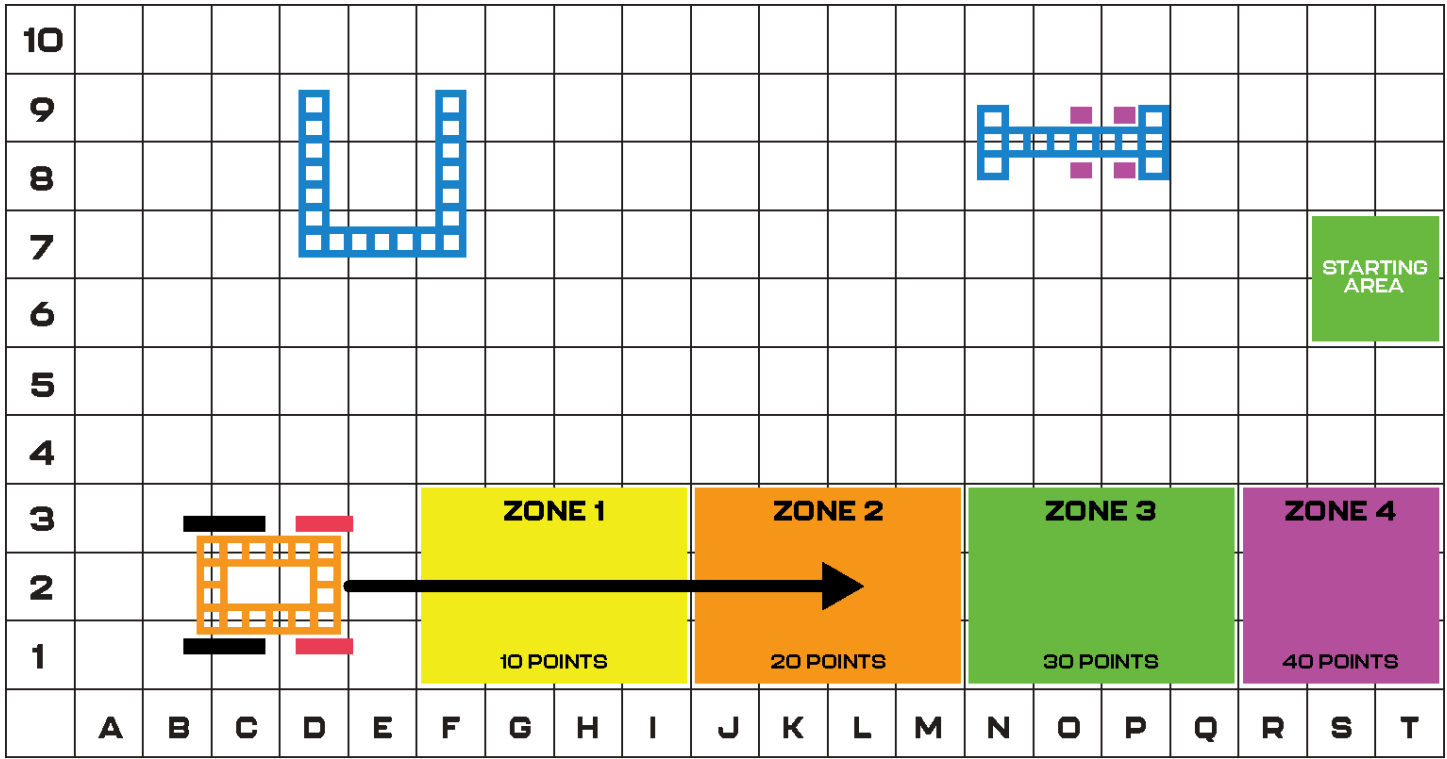 10
9
8
7
STARTING
AREA
6
5
4
3 ZONE 1 ZONE 2 ZONE 3 ZONE 4
2
1 10 POINTS 20 POINTS 30 POINTS 40 POINTS
A B C D E F G H I J K L M N O P Q R S T